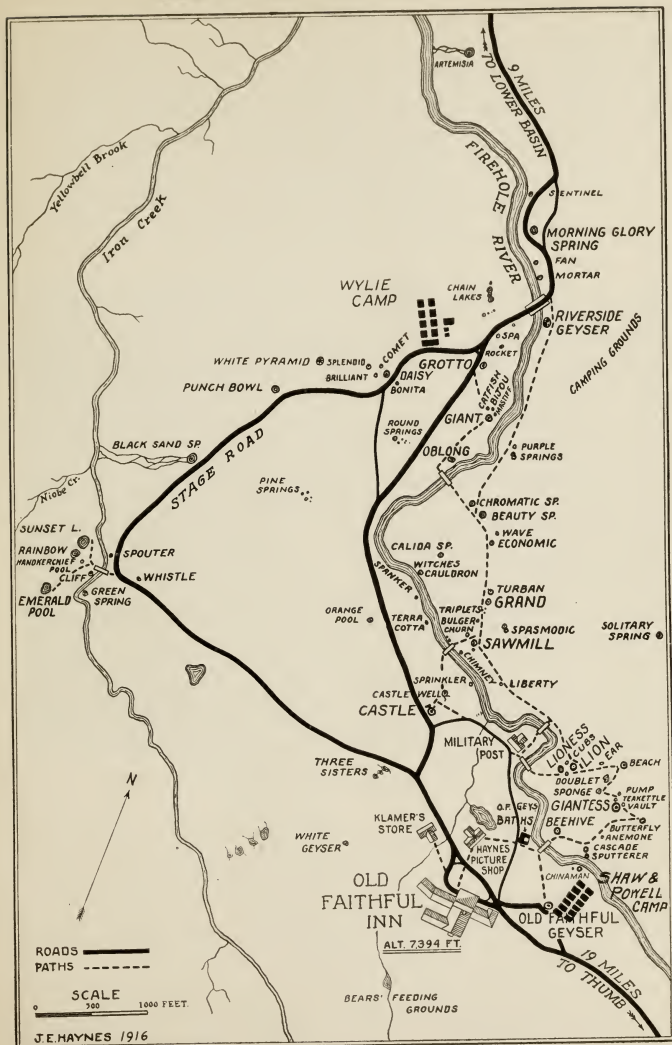 ARTEMISIA
9 MILES
TO LOWER BASIN
Yellowbell Brook
Iron Creek
FIREHOLE
RIVER
SENTINEL
MORNING GLORY
SPRING
FAN
MORTAR
WYLIE
CAMP
CHAIN
LAKES
RIVERSIDE
GEYSER
CAMPING GROUNDS
SPA
ROCKET
GROTTO
WHITE PYRAMID
SPLENDID
COMET
BRILLIANT
DAISY
BONITA
PUNCH BOWL
CATFISH
BIJOU
MASTIFF
GIANT
ROUND
SPRINGS
OBLONG
PURPLE
SPRINGS
BLACK SAND SP.
STAGE ROAD
Niobe Cr.
PINE
SPRINGS
CHROMATIC SP.
BEAUTY SP.
WAVE
ECONOMIC
SUNSET L.
RAINBOW
HANDKERCHIEF
POOL
CLIFF
EMERALD
POOL
SPOUTER
WHISTLE
GREEN
SPRING
CALIDA SP.
WITCHES
CAULDRON
SPANKER
TURBAN
GRAND
ORANGE
POOL
TERRA
COTTA
TRIPLETS
BULGER
CHURN
SPASMODIC
SAWMILL
SOLITARY
SPRING
CHIMNEY
SPRINKLER
LIBERTY
CASTLE WELL
CASTLE
MILITARY
POST
LIONESS
CUBS
LION
EAR
DOUBLET
BEACH
SPONGE
PUMP
TEAKETTLE
VAULT
GIANTESS
BEEHIVE
BUTTERFLY
ANEMONE
CASCADE
SPUTTERER
THREE
SISTERS
N
WHITE
GEYSER
KLAMER'S
STORE
O.F. GEYS.
BATHS
HAYNES
PICTURE
SHOP
CHINAMAN
SHAW &
POWELL
CAMP
OLD
FAITHFUL
INN
ALT. 7,394 FT.
OLD FAITHFUL
GEYSER
19 MILES
TO THUMB
BEARS' FEEDING
GROUNDS
ROADS
PATHS
SCALE
0 500 1000 FEET.
J.E. HAYNES 1916